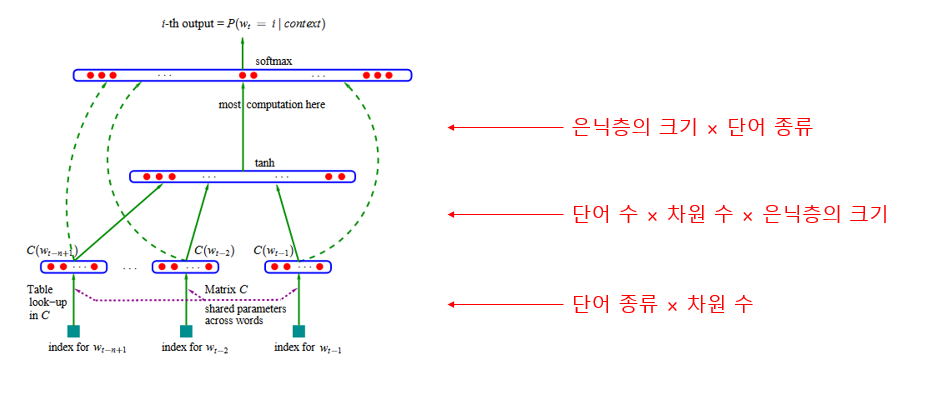 i-th output = P(w_t = i | context)
softmax
most computation here
은닉층의 크기 × 단어 종류
tanh
단어 수 × 차원 수 × 은닉층의 크기
C(w_{t−n+1}) C(w_{t−2}) C(w_{t−1})
Table
look−up
in C
Matrix C
shared parameters
across words
단어 종류 × 차원 수
index for w_{t−n+1} index for w_{t−2} index for w_{t−1}